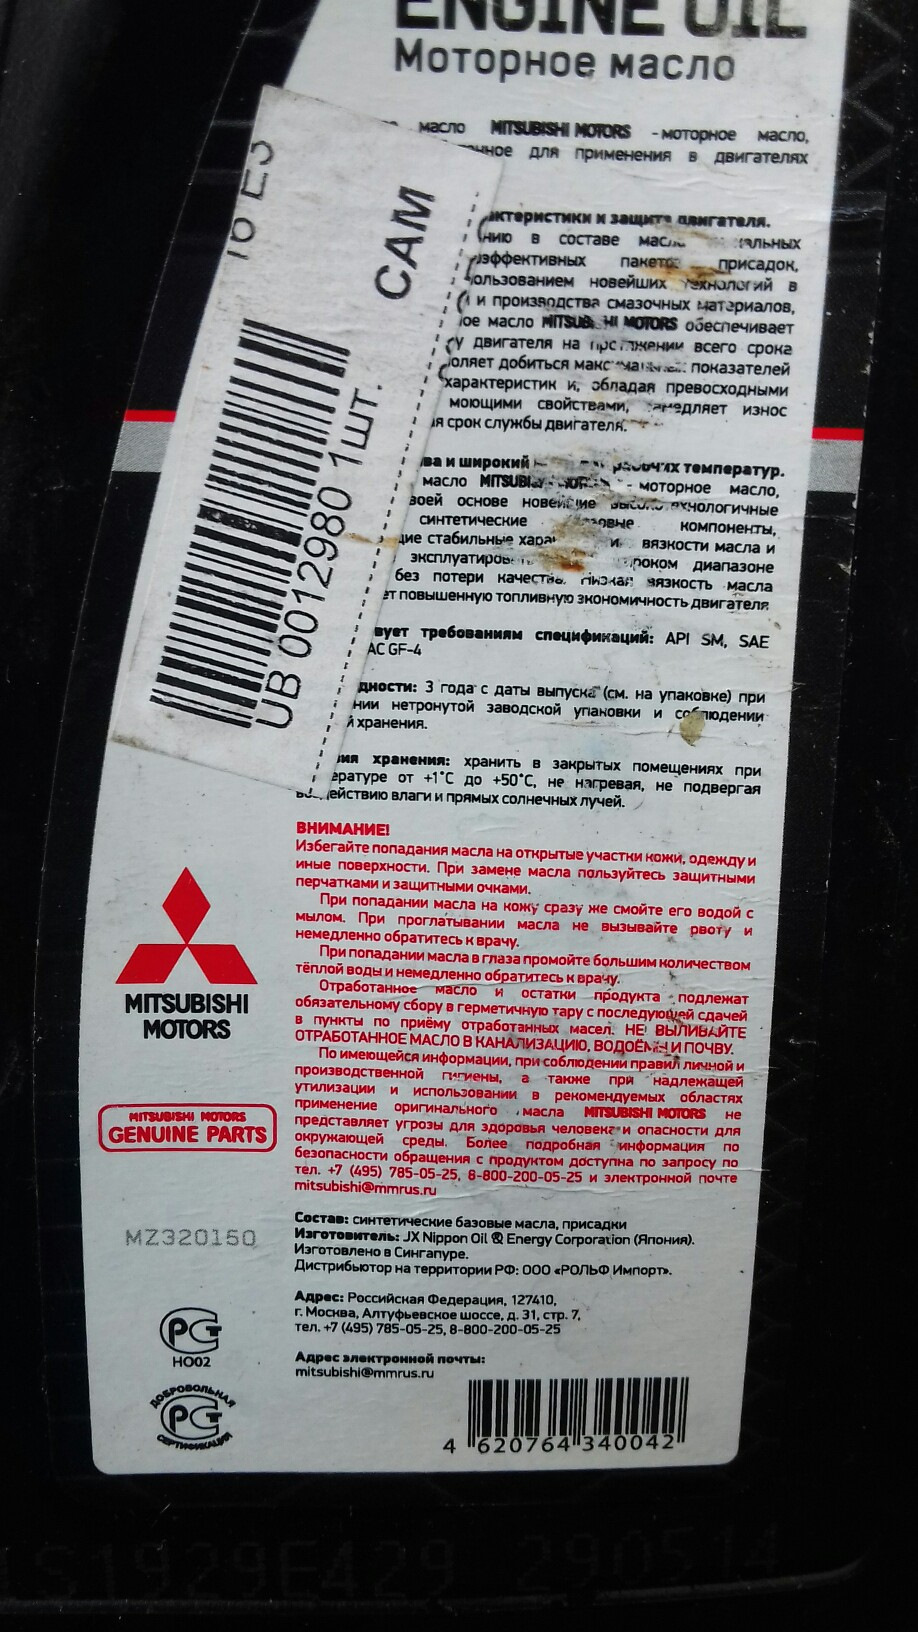 ENGINE OIL
Моторное масло
масло MITSUBISHI MOTORS - моторное масло,
для применения в двигателях
и защита двигателя.
в составе
пакетов присадок,
новейших технологий в
и производства смазочных материалов,
масло MITSUBISHI MOTORS обеспечивает
двигателя на протяжении всего срока
добиться максимальных показателей
характеристик и, обладая превосходными
моющими свойствами, замедляет износ
срок службы двигателя.
и широкий рабочих температур.
масло MITSUBISHI MOTORS - моторное масло,
основе новейшие
синтетические компоненты,
стабильные вязкости масла и
диапазоне
без потери качества. Низкая вязкость масла
повышенную топливную экономичность двигателя
требованиям спецификаций: API SM, SAE
GF-4
3 года с даты выпуска (см. на упаковке) при
нетронутой заводской упаковки и соблюдении
хранения.
хранения: хранить в закрытых помещениях при
от +1°С до +50°С, не нагревая, не подвергая
влаги и прямых солнечных лучей.
16 E3
САМ
UB 0012980 1шт.
ВНИМАНИЕ!
Избегайте попадания масла на открытые участки кожи, одежду и
иные поверхности. При замене масла пользуйтесь защитными
перчатками и защитными очками.
При попадании масла на кожу сразу же смойте его водой с
мылом. При проглатывании масла не вызывайте рвоту и
немедленно обратитесь к врачу.
При попадании масла в глаза промойте большим количеством
тёплой воды и немедленно обратитесь к врачу.
Отработанное масло и остатки продукта подлежат
обязательному сбору в герметичную тару с последующей сдачей
в пункты по приёму отработанных масел. НЕ ВЫЛИВАЙТЕ
ОТРАБОТАННОЕ МАСЛО В КАНАЛИЗАЦИЮ, ВОДОЁМЫ И ПОЧВУ.
По имеющейся информации, при соблюдении правил личной и
производственной гигиены, а также при надлежащей
утилизации и использовании в рекомендуемых областях
применение оригинального масла MITSUBISHI MOTORS не
представляет угрозы для здоровья человека и опасности для
окружающей среды. Более подробная информация по
безопасности обращения с продуктом доступна по запросу по
тел. +7 (495) 785-05-25, 8-800-200-05-25 и электронной почте
mitsubishi@mmrus.ru
MITSUBISHI
MOTORS
MITSUBISHI MOTORS
GENUINE PARTS
MZ320150
Состав: синтетические базовые масла, присадки
Изготовитель: JX Nippon Oil & Energy Corporation (Япония).
Изготовлено в Сингапуре.
Дистрибьютор на территории РФ: ООО «РОЛЬФ Импорт».
Адрес: Российская Федерация, 127410,
г. Москва, Алтуфьевское шоссе, д. 31, стр. 7,
тел. +7 (495) 785-05-25, 8-800-200-05-25
Адрес электронной почты:
mitsubishi@mmrus.ru
НО02
ДОБРОВОЛЬНАЯ
СЕРТИФИКАЦИЯ
4 620764 340042
LS1929E429 290514